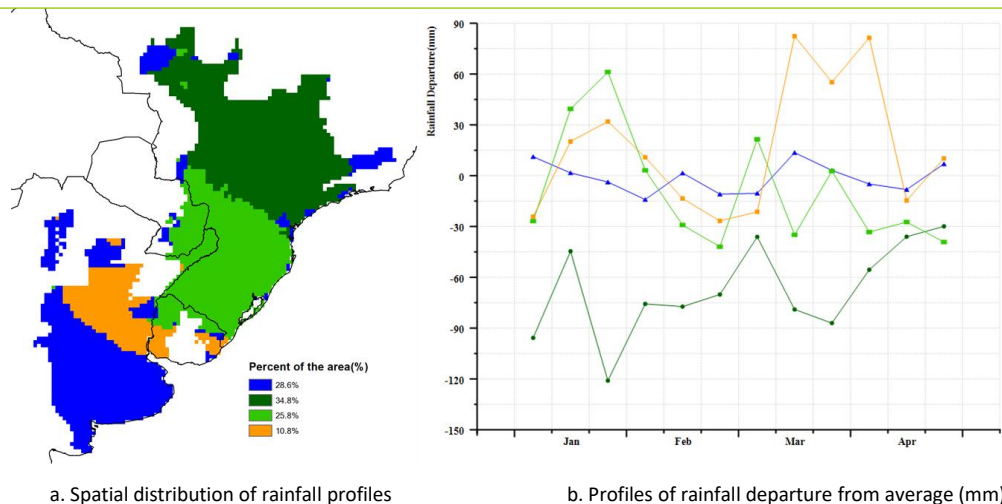 Percent of the area(%)
28.6%
34.8%
25.8%
10.8%
Rainfall Departure(mm)
90
60
30
0
-30
-60
-90
-120
-150
Jan Feb Mar Apr
a. Spatial distribution of rainfall profiles
b. Profiles of rainfall departure from average (mm)